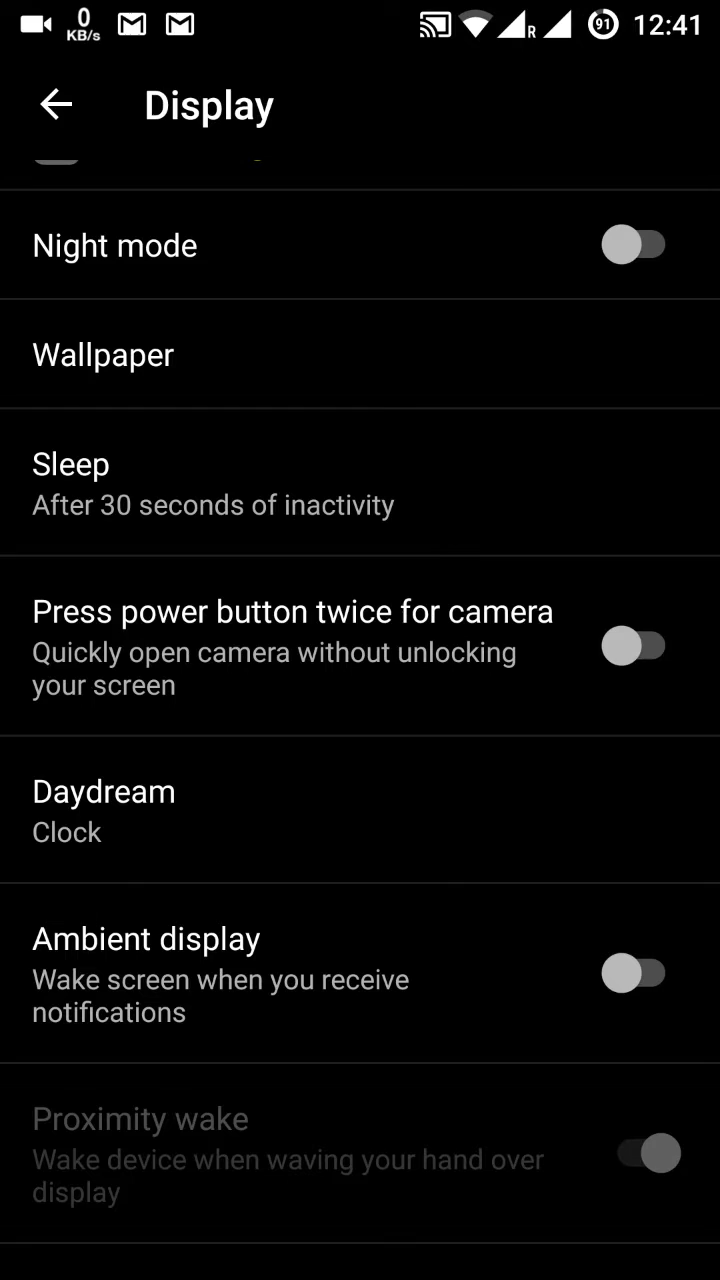 0
KB/s
R
91
12:41
Display
Night mode
Wallpaper
Sleep
After 30 seconds of inactivity
Press power button twice for camera
Quickly open camera without unlocking
your screen
Daydream
Clock
Ambient display
Wake screen when you receive
notifications
Proximity wake
Wake device when waving your hand over
display